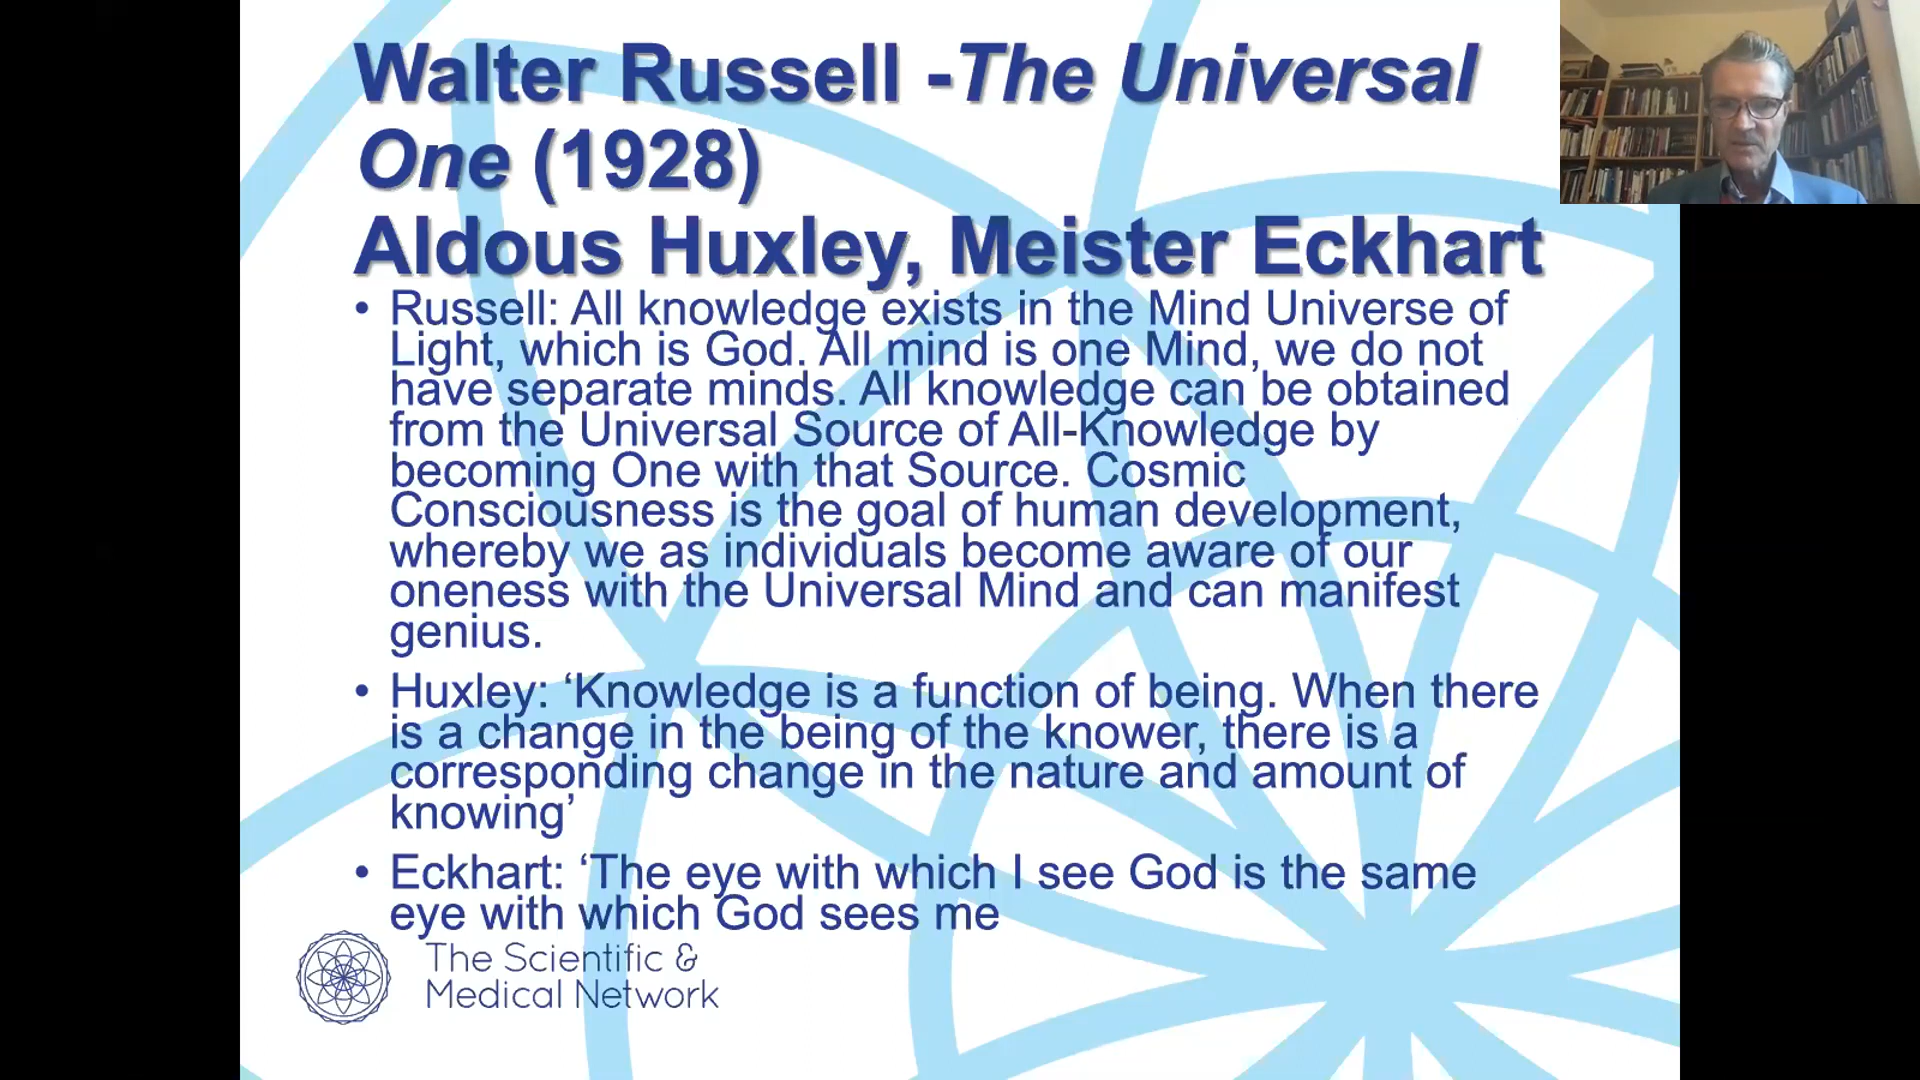 Walter Russell -The Universal
One (1928)
Aldous Huxley, Meister Eckhart
• Russell: All knowledge exists in the Mind Universe of
Light, which is God. All mind is one Mind, we do not
have separate minds. All knowledge can be obtained
from the Universal Source of All-Knowledge by
becoming One with that Source. Cosmic
Consciousness is the goal of human development,
whereby we as individuals become aware of our
oneness with the Universal Mind and can manifest
genius.
• Huxley: ‘Knowledge is a function of being. When there
is a change in the being of the knower, there is a
corresponding change in the nature and amount of
knowing’
• Eckhart: ‘The eye with which I see God is the same
eye with which God sees me
The Scientific &
Medical Network